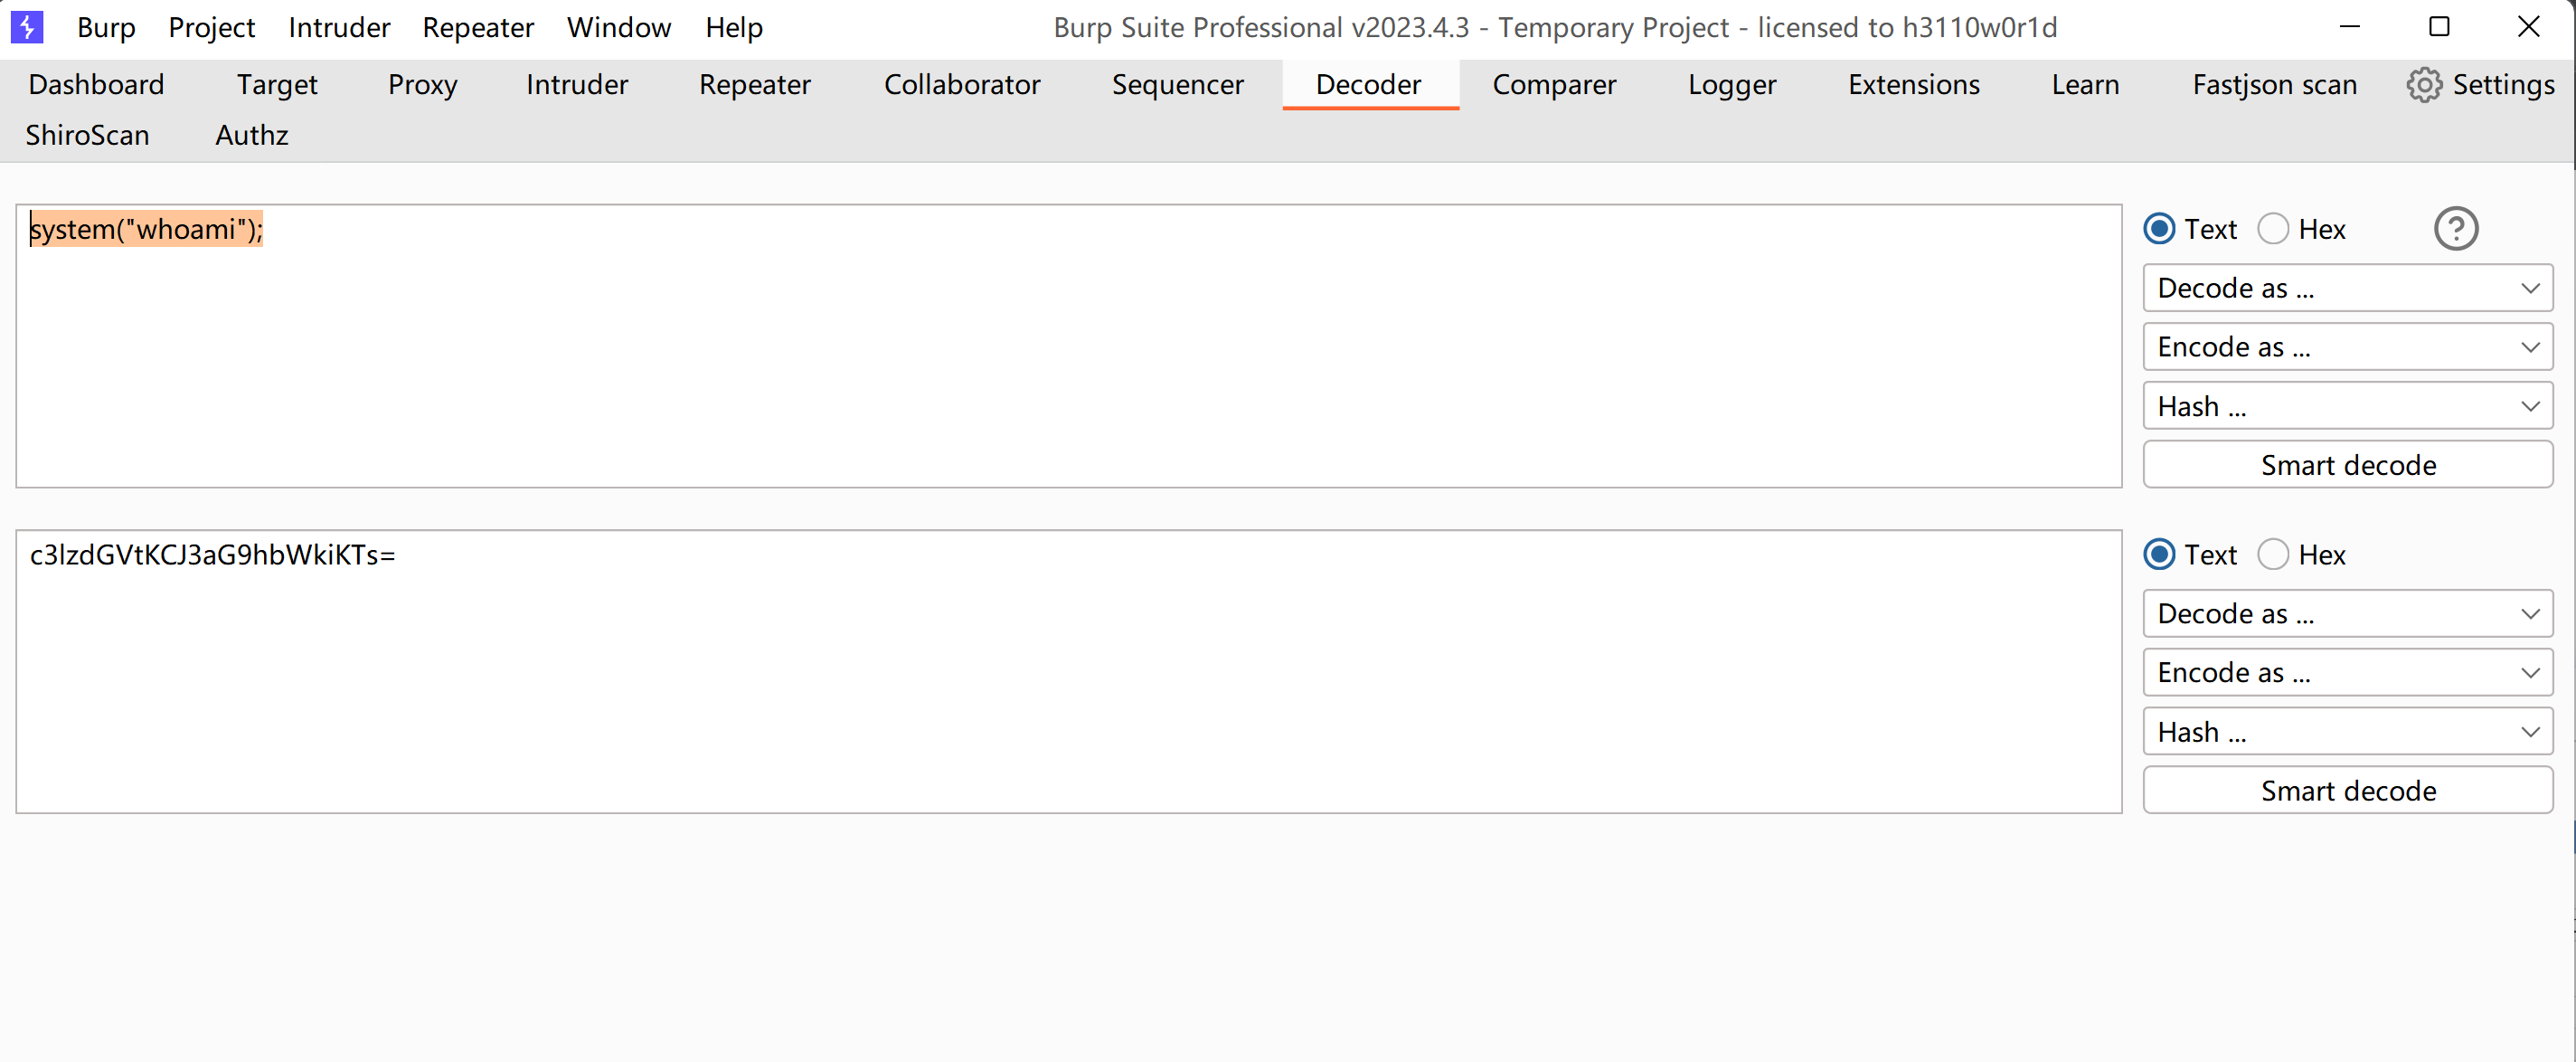 Burp Project Intruder Repeater Window Help Burp Suite Professional v2023.4.3 - Temporary Project - licensed to h3110w0r1d
Dashboard Target Proxy Intruder Repeater Collaborator Sequencer Decoder Comparer Logger Extensions Learn Fastjson scan Settings
ShiroScan Authz
system("whoami"); Text Hex ?
Decode as ...
Encode as ...
Hash ...
Smart decode
c3lzdGVtKCJ3aG9hbWkiKTs= Text Hex
Decode as ...
Encode as ...
Hash ...
Smart decode